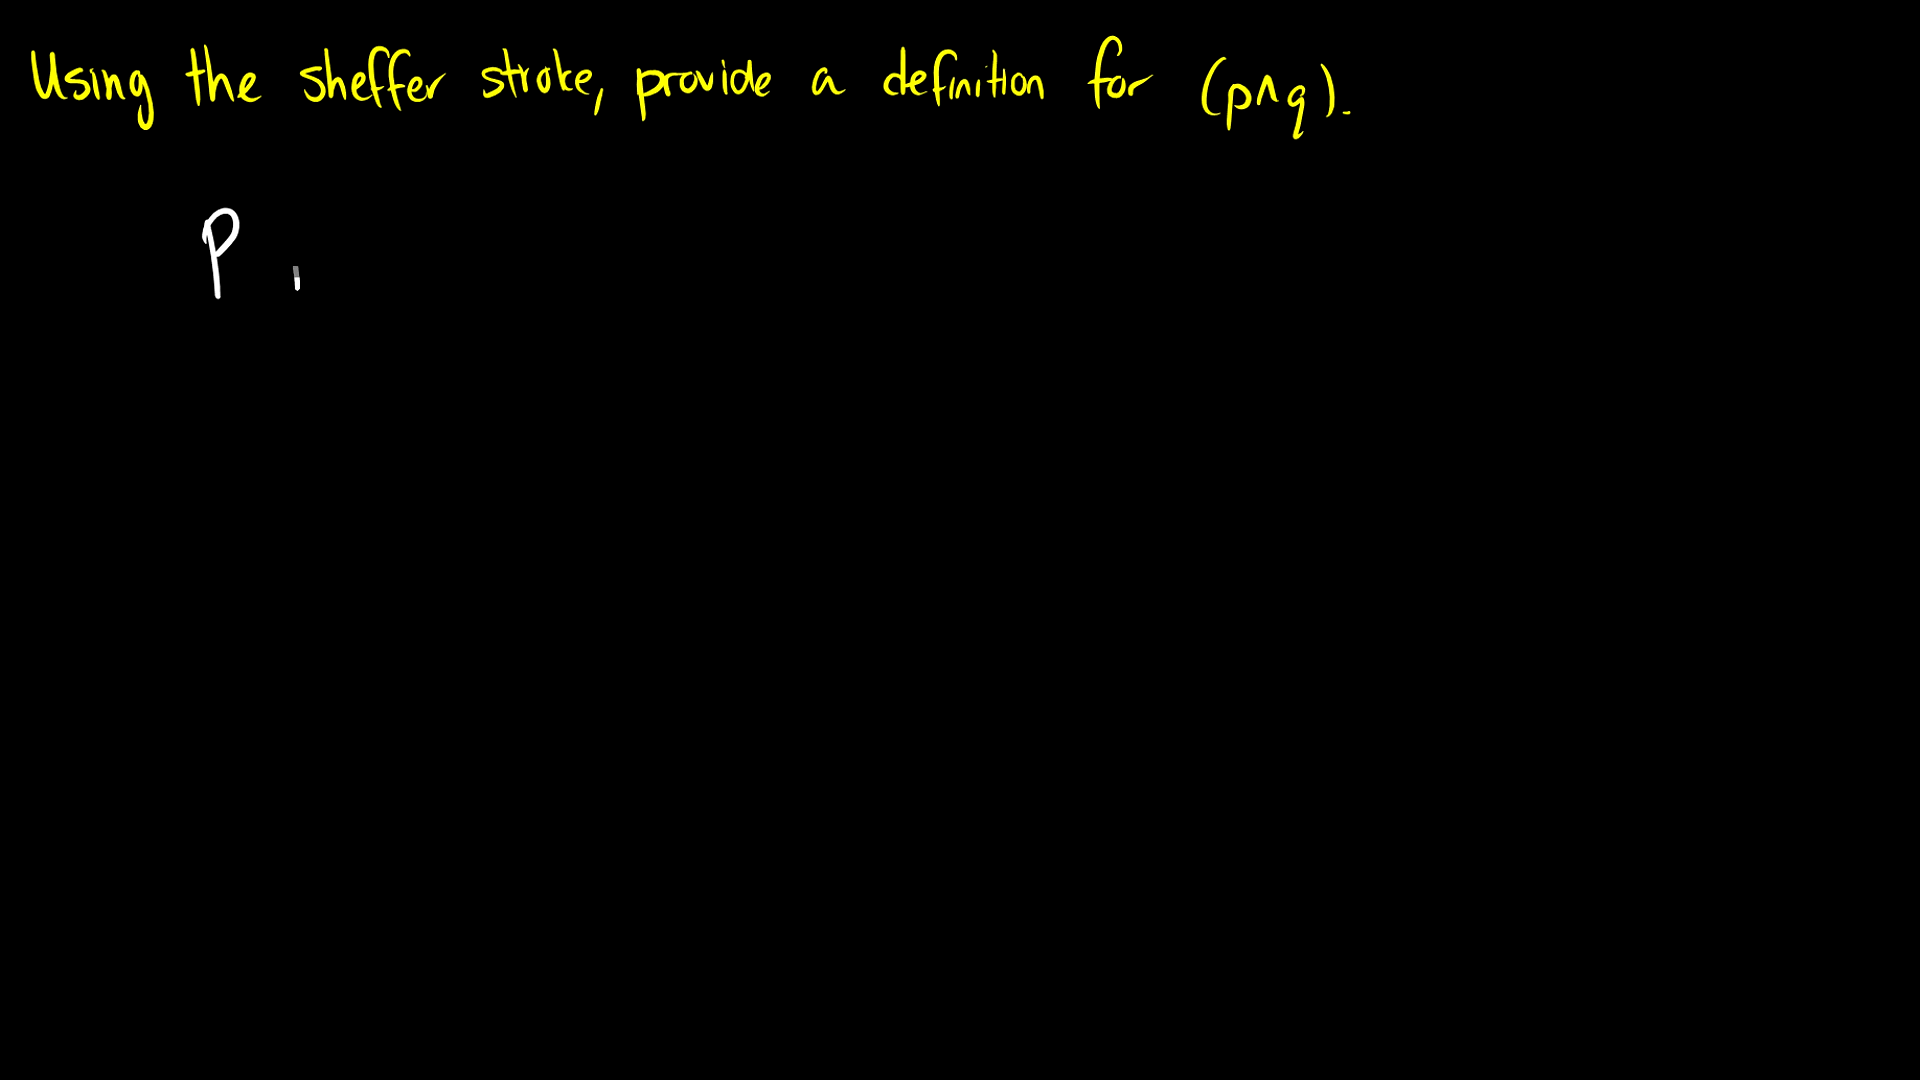 Using the sheffer stroke, provide a definition for (p∧q).
P